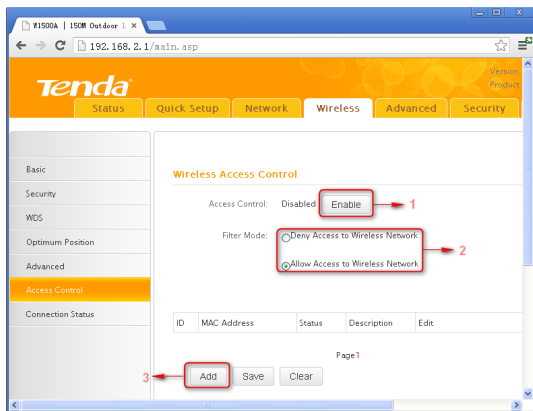 W1500A | 150M Outdoor 1 ×
192.168.2.1/main.asp
Tenda
Version
Product
Status Quick Setup Network Wireless Advanced Security
Basic
Security
WDS
Optimum Position
Advanced
Access Control
Connection Status
Wireless Access Control
Access Control: Disabled Enable 1
Filter Mode: Deny Access to Wireless Network
2
Allow Access to Wireless Network
ID MAC Address Status Description Edit
Page1
3 Add Save Clear